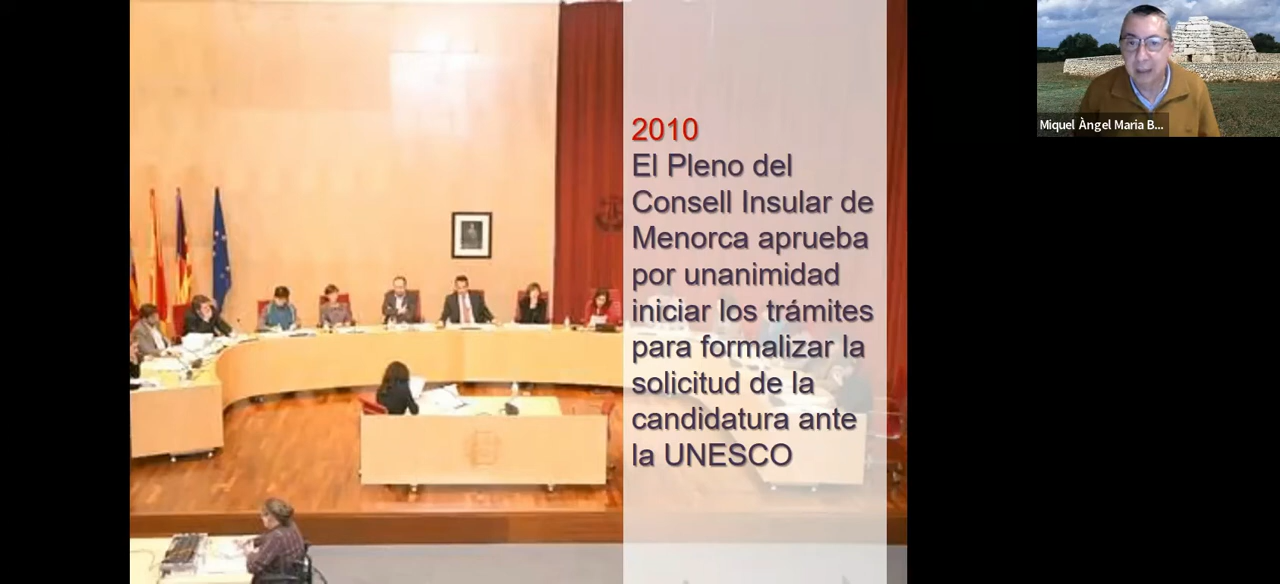 2010
El Pleno del
Consell Insular de
Menorca aprueba
por unanimidad
iniciar los trámites
para formalizar la
solicitud de la
candidatura ante
la UNESCO
Miquel Àngel Maria B...